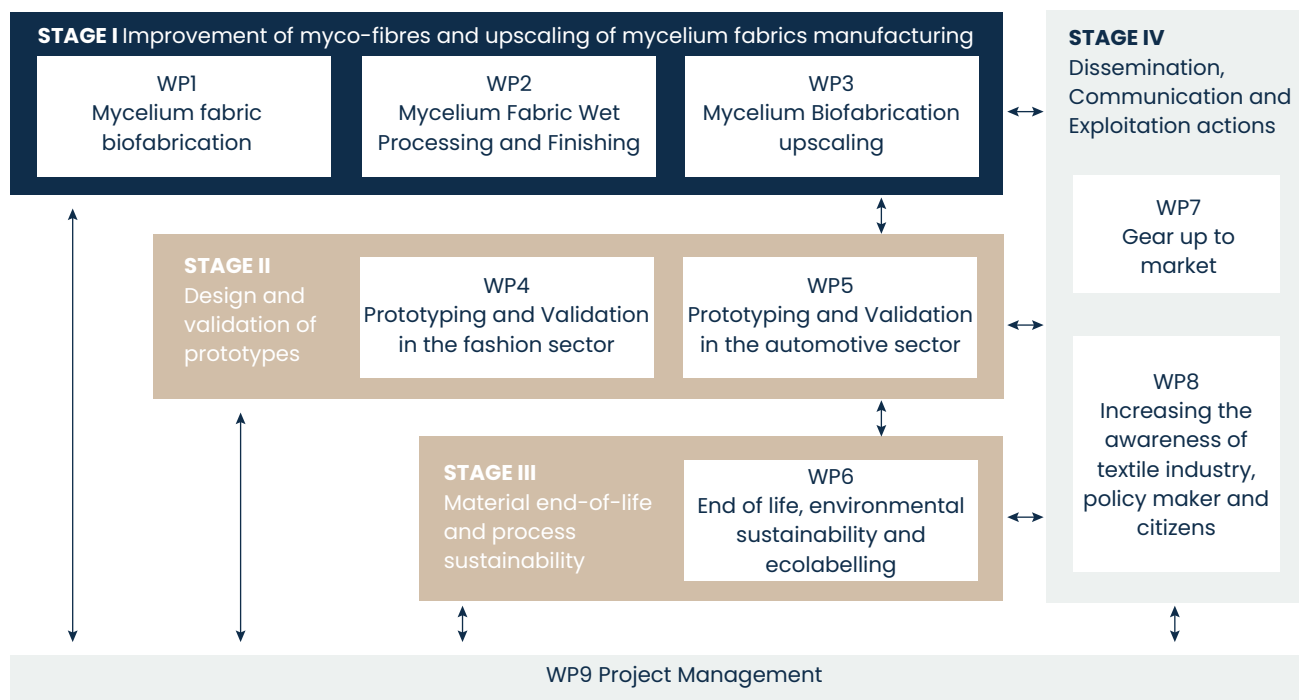 STAGE I Improvement of myco-fibres and upscaling of mycelium fabrics manufacturing
WP1
Mycelium fabric
biofabrication
WP2
Mycelium Fabric Wet
Processing and Finishing
WP3
Mycelium Biofabrication
upscaling
STAGE II
Design and
validation of
prototypes
WP4
Prototyping and Validation
in the fashion sector
WP5
Prototyping and Validation
in the automotive sector
STAGE III
Material end-of-life
and process
sustainability
WP6
End of life, environmental
sustainability and
ecolabelling
STAGE IV
Dissemination,
Communication and
Exploitation actions
WP7
Gear up to
market
WP8
Increasing the
awareness of
textile industry,
policy maker and
citizens
WP9 Project Management